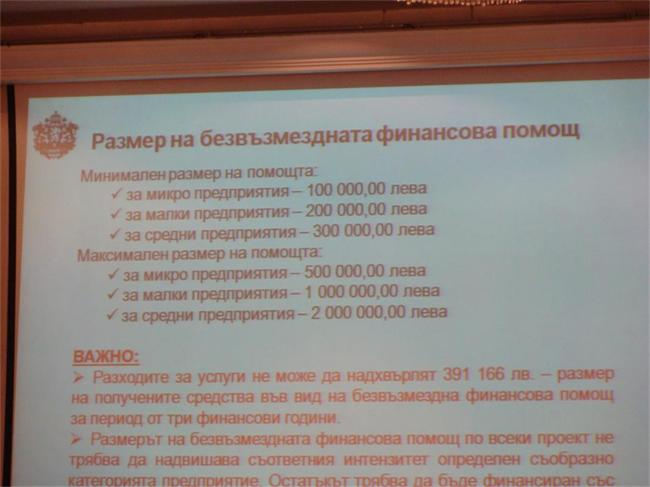 Размер на безвъзмездната финансова помощ
Минимален размер на помощта:
✓ за микро предприятия – 100 000,00 лева
✓ за малки предприятия – 200 000,00 лева
✓ за средни предприятия – 300 000,00 лева
Максимален размер на помощта:
✓ за микро предприятия – 500 000,00 лева
✓ за малки предприятия – 1 000 000,00 лева
✓ за средни предприятия – 2 000 000,00 лева
ВАЖНО:
➢ Разходите за услуги не може да надхвърлят 391 166 лв. – размер
на получените средства във вид на безвъзмездна финансова помощ
за период от три финансови години.
➢ Размерът на безвъзмездната финансова помощ по всеки проект не
трябва да надвишава съответния интензитет определен съобразно
категорията предприятие. Остатъкът трябва да бъде финансиран със